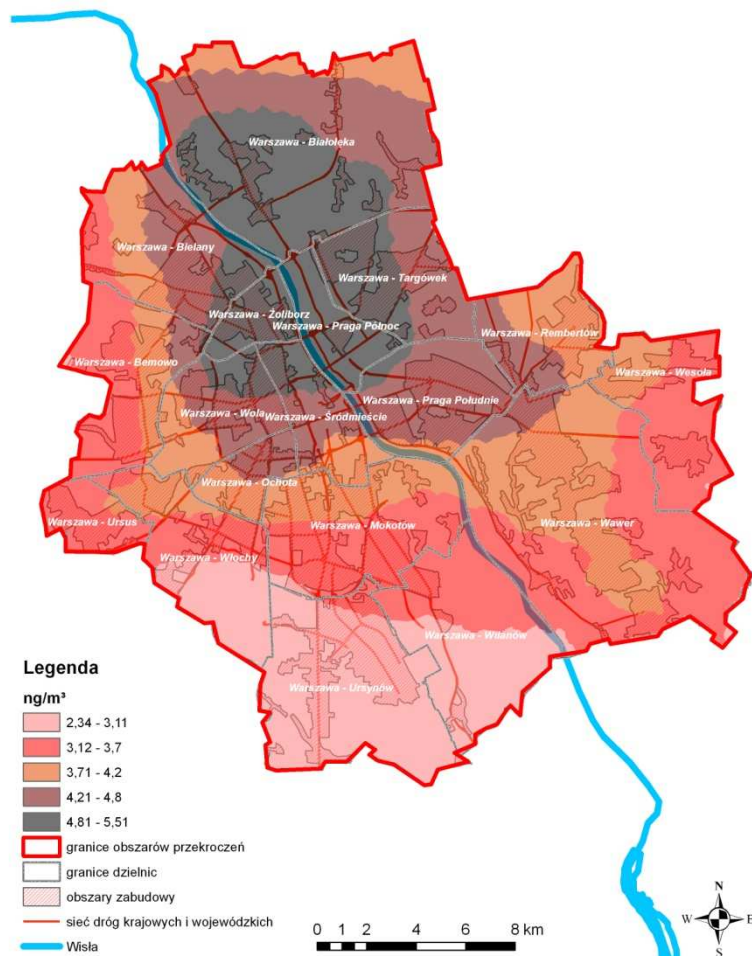 Warszawa - Białołęka
Warszawa - Bielany
Warszawa - Targówek
Warszawa - Żoliborz
Warszawa - Praga Północ
Warszawa - Rembertów
Warszawa - Bemowo
Warszawa - Wesoła
Warszawa - Praga Południe
Warszawa - Wola
Warszawa - Śródmieście
Warszawa - Ochota
Warszawa - Ursus
Warszawa - Mokotów
Warszawa - Wawer
Warszawa - Włochy
Warszawa - Wilanów
Warszawa - Ursynów
Legenda
ng/m³
2,34 - 3,11
3,12 - 3,7
3,71 - 4,2
4,21 - 4,8
4,81 - 5,51
granice obszarów przekroczeń
granice dzielnic
obszary zabudowy
sieć dróg krajowych i wojewódzkich
Wisła
0 2 4 6 8 km
N
W E
S